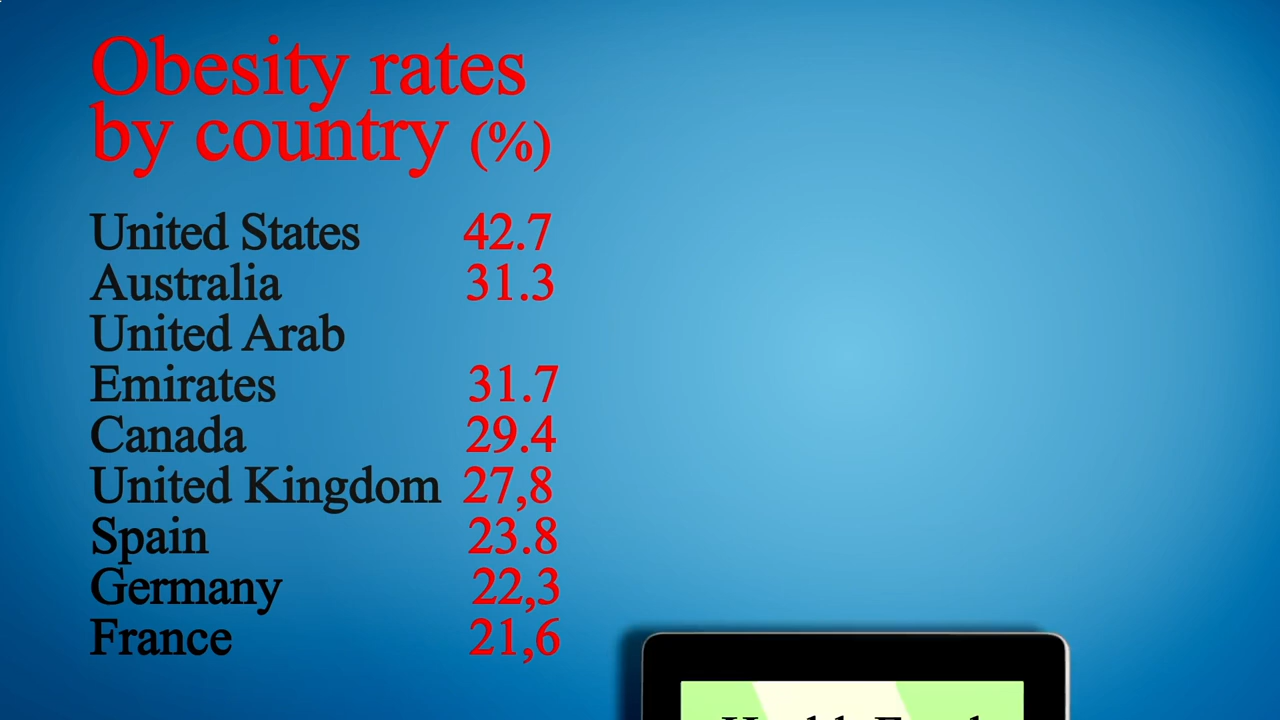 Obesity rates
by country (%)
United States 42.7
Australia 31.3
United Arab
Emirates 31.7
Canada 29.4
United Kingdom 27,8
Spain 23.8
Germany 22,3
France 21,6